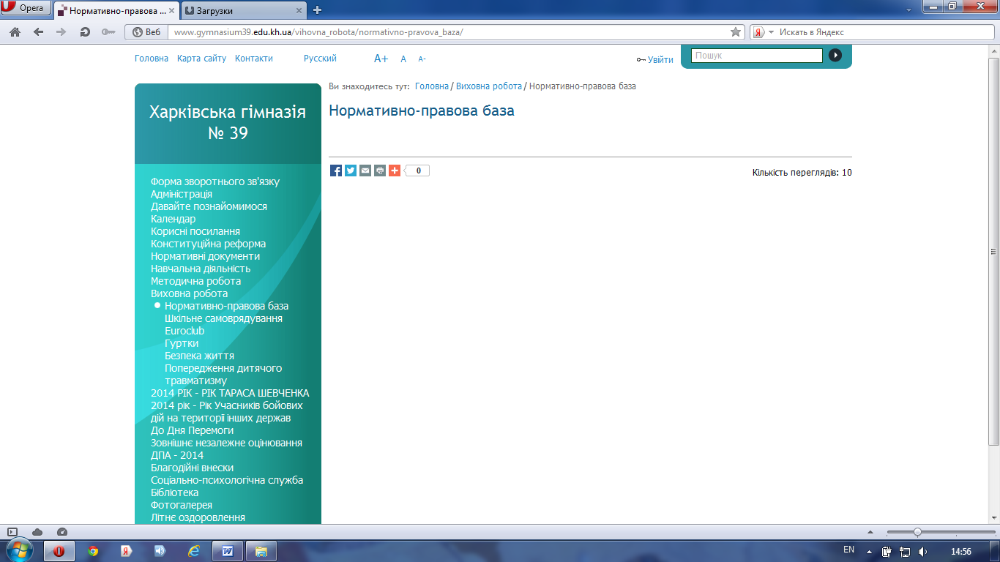 Opera
Нормативно-правова ...
Загрузки
Веб
www.gymnasium39.edu.kh.ua/vihovna_robota/normativno-pravova_baza/
Искать в Яндекс
Головна Карта сайту Контакти Русский A+ A A-
Увійти
Пошук
Ви знаходитесь тут: Головна / Виховна робота / Нормативно-правова база
Харківська гімназія
№ 39
Нормативно-правова база
0
Кількість переглядів: 10
Форма зворотнього зв'язку
Адміністрація
Давайте познайомимося
Календар
Корисні посилання
Конституційна реформа
Нормативні документи
Навчальна діяльність
Методична робота
Виховна робота
Нормативно-правова база
Шкільне самоврядування
Euroclub
Гуртки
Безпека життя
Попередження дитячого
травматизму
2014 РІК - РІК ТАРАСА ШЕВЧЕНКА
2014 рік - Рік Учасників бойових
дій на території інших держав
До Дня Перемоги
Зовнішнє незалежне оцінювання
ДПА - 2014
Благодійні внески
Соціально-психологічна служба
Бібліотека
Фотогалерея
Літнє оздоровлення
EN
14:56